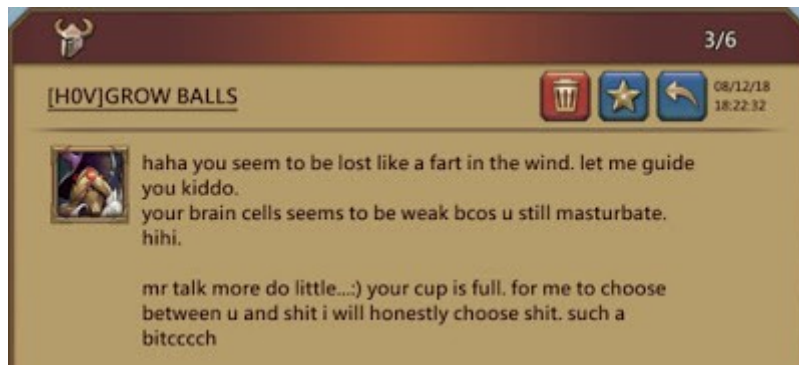 3/6
[H0V]GROW BALLS
08/12/18
18:22:32
haha you seem to be lost like a fart in the wind. let me guide
you kiddo.
your brain cells seems to be weak bcos u still masturbate.
hihi.
mr talk more do little...:) your cup is full. for me to choose
between u and shit i will honestly choose shit. such a
bitcccch